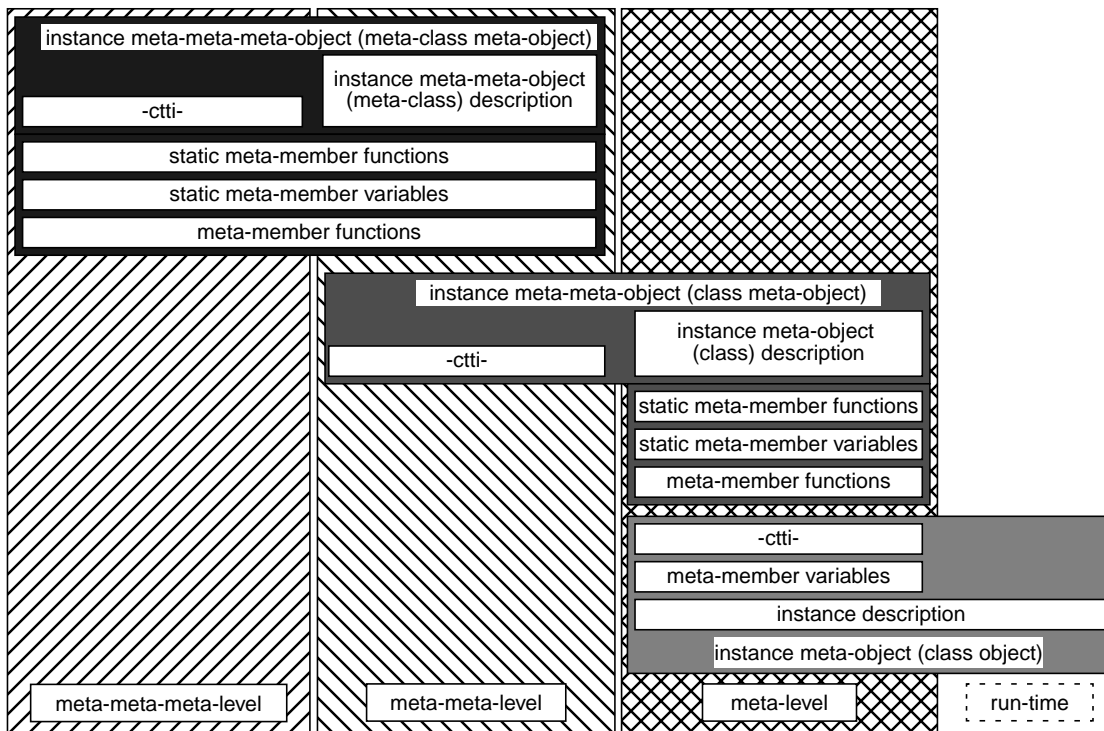 instance meta-meta-meta-object (meta-class meta-object)
instance meta-meta-object
(meta-class) description
-ctti-
static meta-member functions
static meta-member variables
meta-member functions
instance meta-meta-object (class meta-object)
instance meta-object
(class) description
-ctti-
static meta-member functions
static meta-member variables
meta-member functions
-ctti-
meta-member variables
instance description
instance meta-object (class object)
meta-meta-meta-level
meta-meta-level
meta-level
run-time